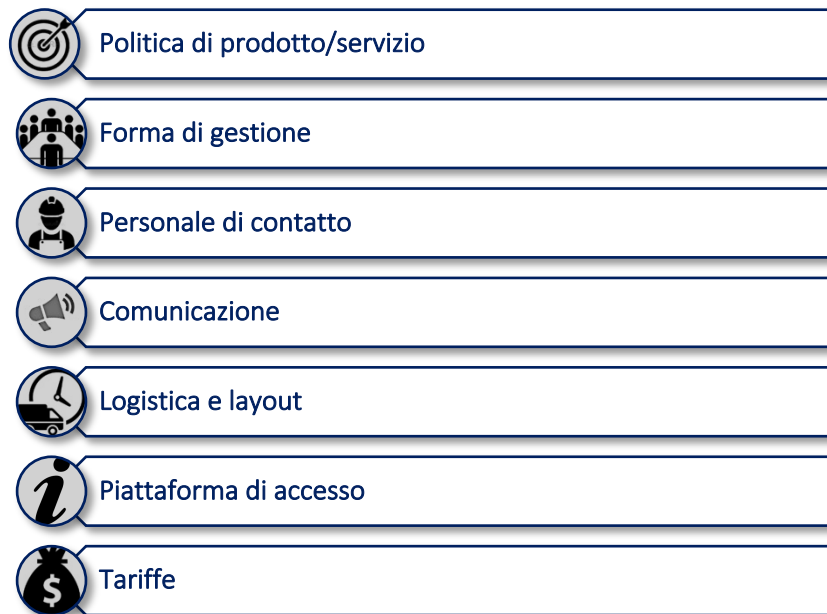 Politica di prodotto/servizio
Forma di gestione
Personale di contatto
Comunicazione
Logistica e layout
i Piattaforma di accesso
$ Tariffe